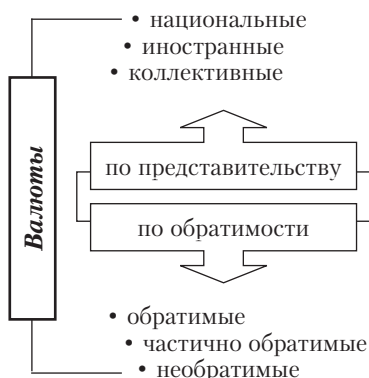 • национальные
• иностранные
• коллективные
Валюты
по представительству
по обратимости
• обратимые
• частично обратимые
• необратимые